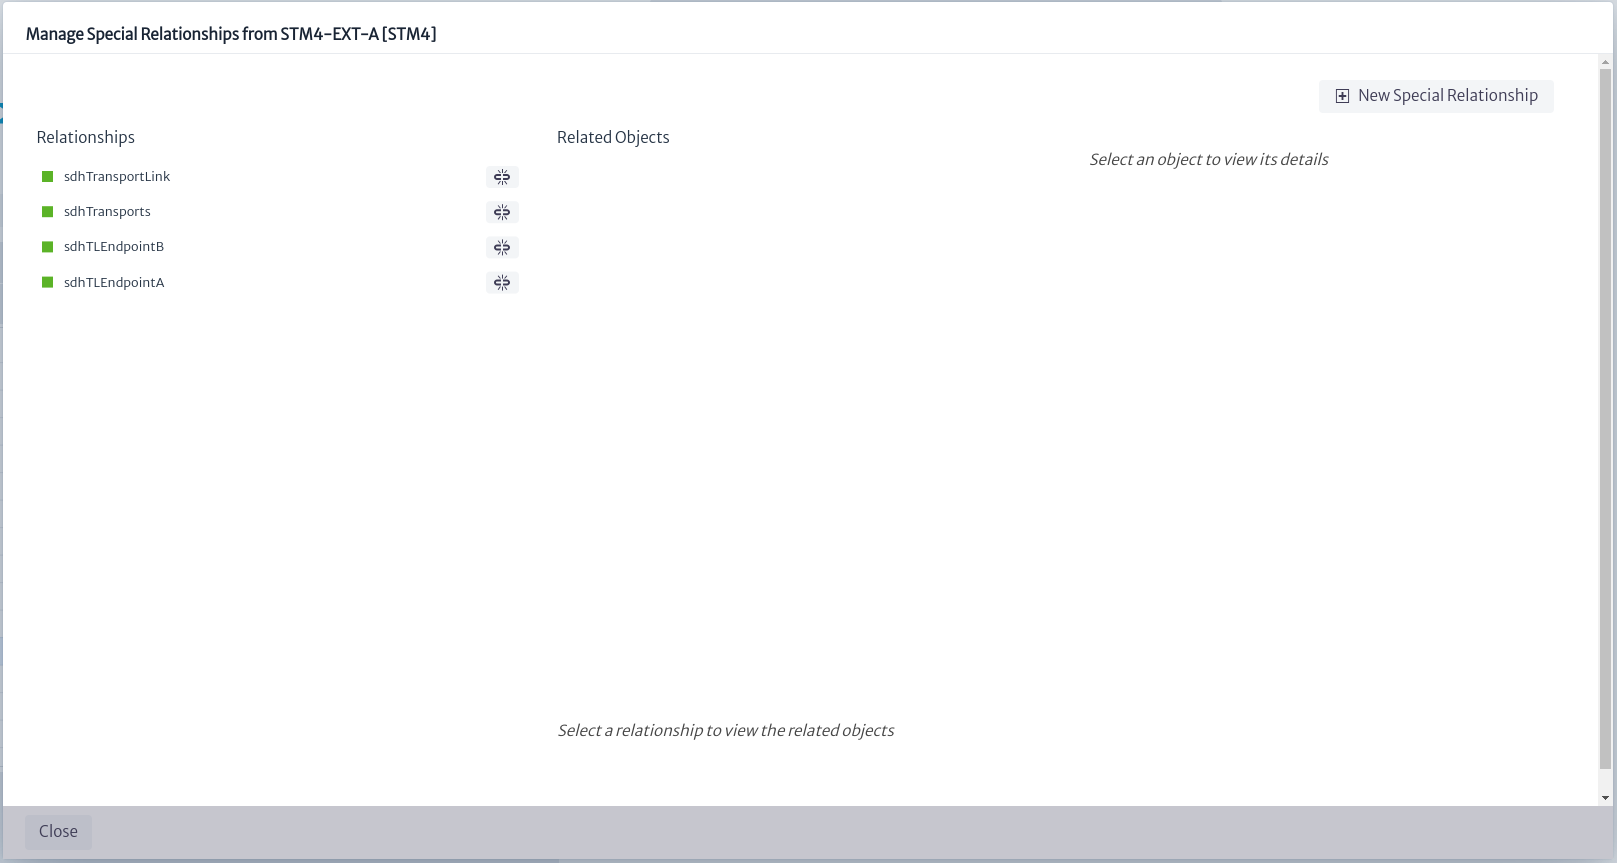 Manage Special Relationships from STM4-EXT-A [STM4]
New Special Relationship
Relationships
Related Objects
Select an object to view its details
sdhTransportLink
sdhTransports
sdhTLEndpointB
sdhTLEndpointA
Select a relationship to view the related objects
Close